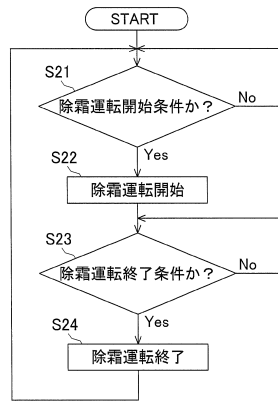 START
S21
除霜運転開始条件か？
No
Yes
S22
除霜運転開始
S23
除霜運転終了条件か？
No
Yes
S24
除霜運転終了